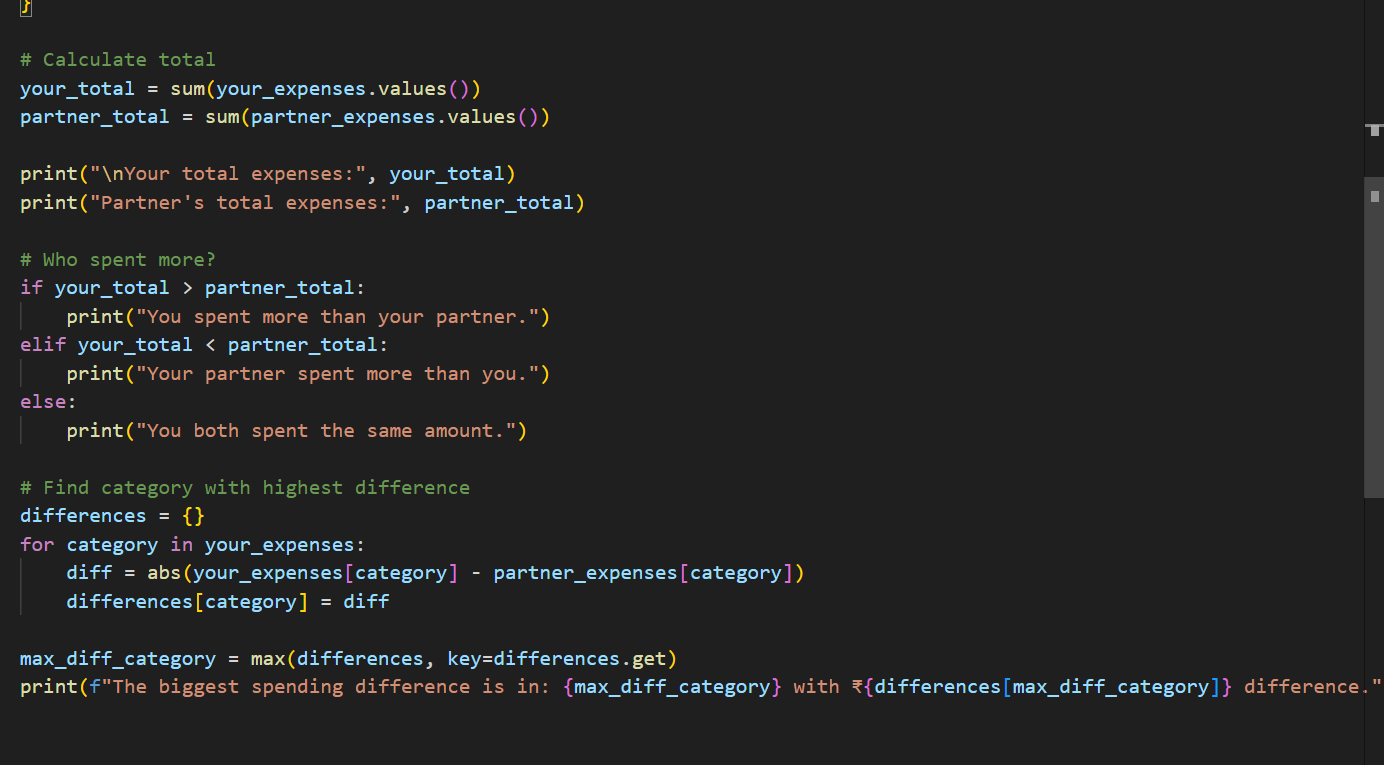 }
# Calculate total
your_total = sum(your_expenses.values())
partner_total = sum(partner_expenses.values())
print("\nYour total expenses:", your_total)
print("Partner's total expenses:", partner_total)
# Who spent more?
if your_total > partner_total:
    print("You spent more than your partner.")
elif your_total < partner_total:
    print("Your partner spent more than you.")
else:
    print("You both spent the same amount.")
# Find category with highest difference
differences = {}
for category in your_expenses:
    diff = abs(your_expenses[category] - partner_expenses[category])
    differences[category] = diff
max_diff_category = max(differences, key=differences.get)
print(f"The biggest spending difference is in: {max_diff_category} with ₹{differences[max_diff_category]} difference."